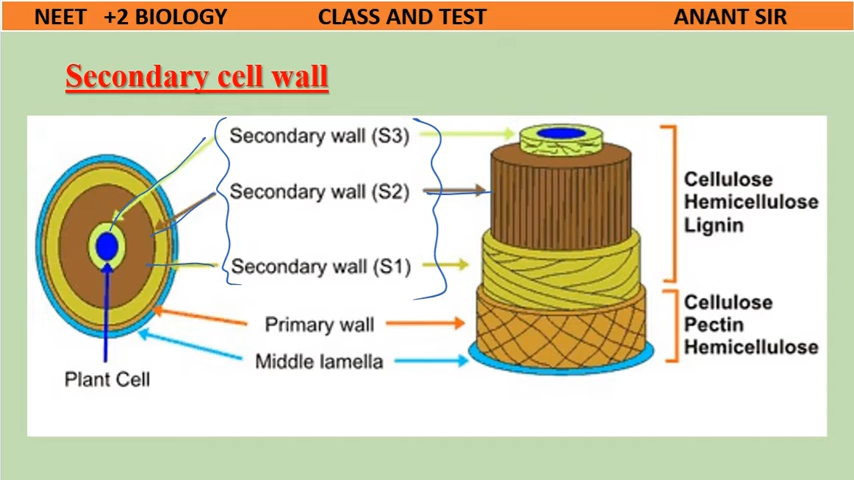 NEET +2 BIOLOGY
CLASS AND TEST
ANANT SIR
Secondary cell wall
Secondary wall (S3)
Secondary wall (S2)
Secondary wall (S1)
Primary wall
Middle lamella
Plant Cell
Cellulose
Hemicellulose
Lignin
Cellulose
Pectin
Hemicellulose